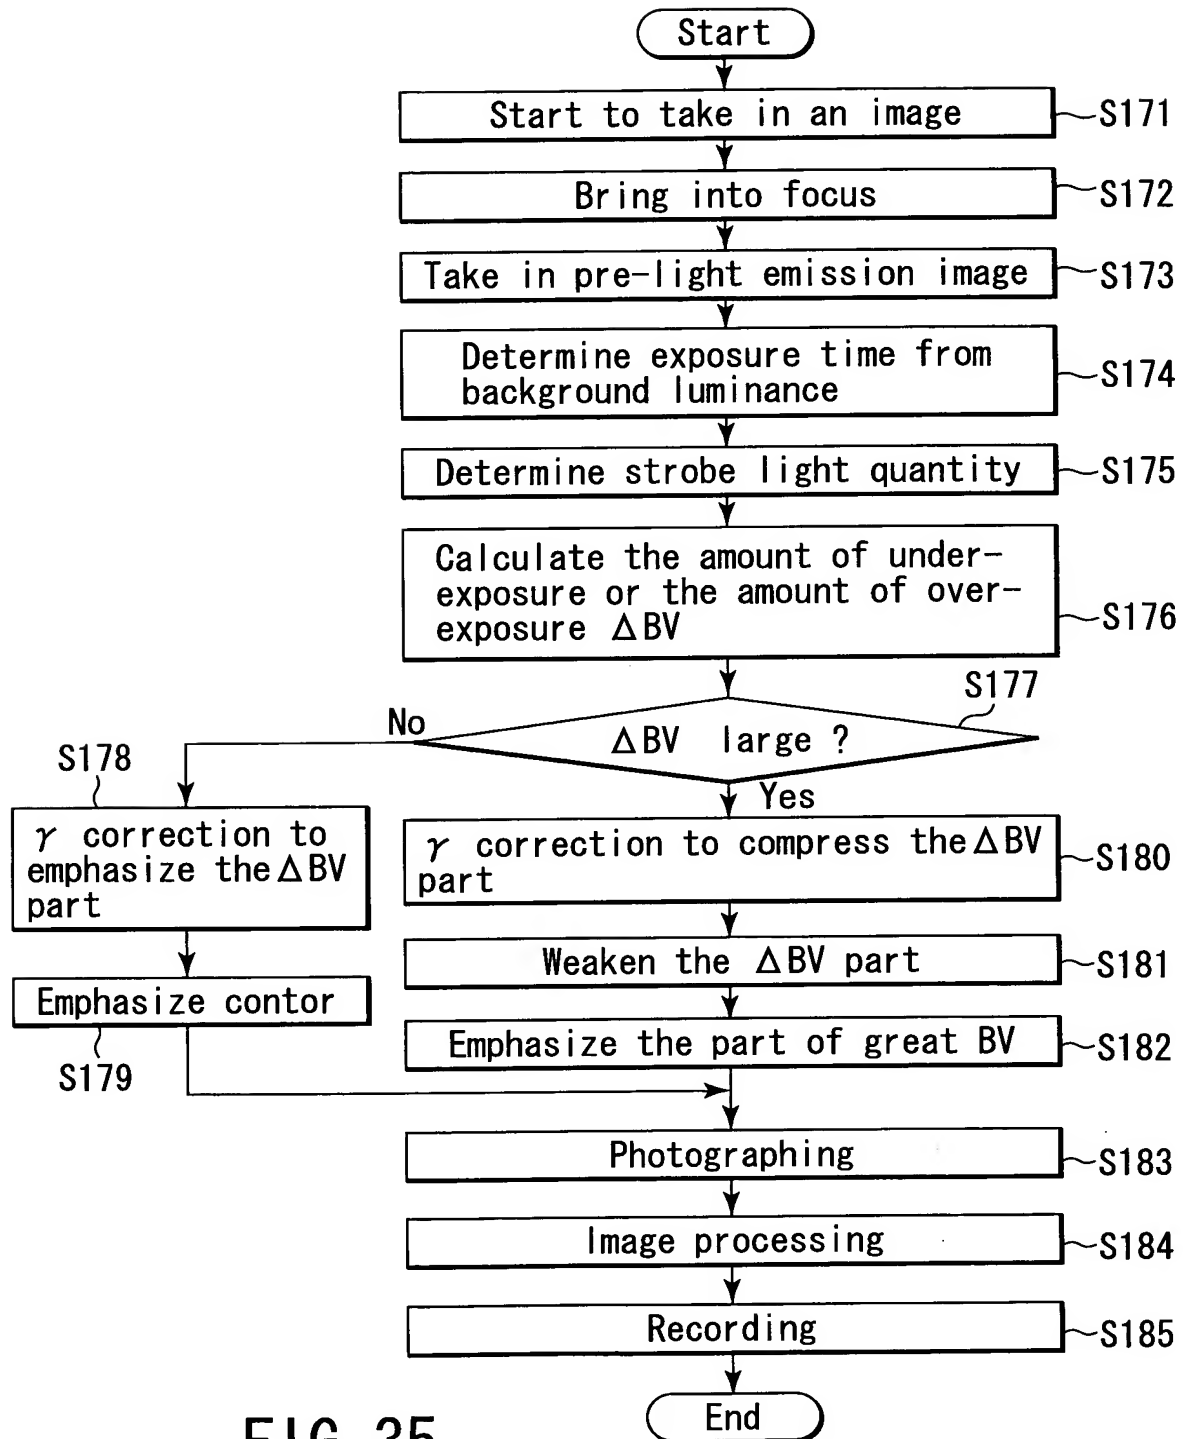 Start
Start to take in an image
S171
Bring into focus
S172
Take in pre-light emission image
S173
Determine exposure time from
background luminance
S174
Determine strobe light quantity
S175
Calculate the amount of under-
exposure or the amount of over-
exposure ΔBV
S176
S177
ΔBV large ?
No
Yes
S178
γ correction to
emphasize the ΔBV
part
Emphasize contor
S179
γ correction to compress the ΔBV
part
S180
Weaken the ΔBV part
S181
Emphasize the part of great BV
S182
Photographing
S183
Image processing
S184
Recording
S185
End
FIG. 35